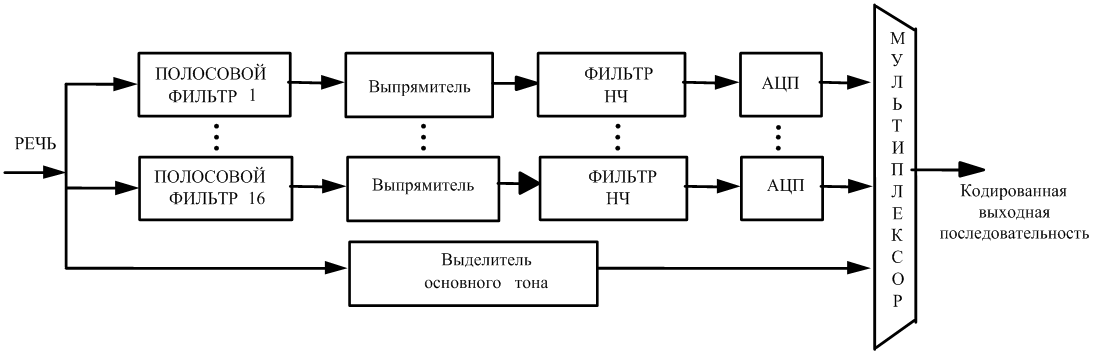 РЕЧЬ
ПОЛОСОВОЙ
ФИЛЬТР 1
Выпрямитель
ФИЛЬТР
НЧ
АЦП
ПОЛОСОВОЙ
ФИЛЬТР 16
Выпрямитель
ФИЛЬТР
НЧ
АЦП
Выделитель
основного тона
МУЛЬТИПЛЕКСОР
Кодированная
выходная
последовательность